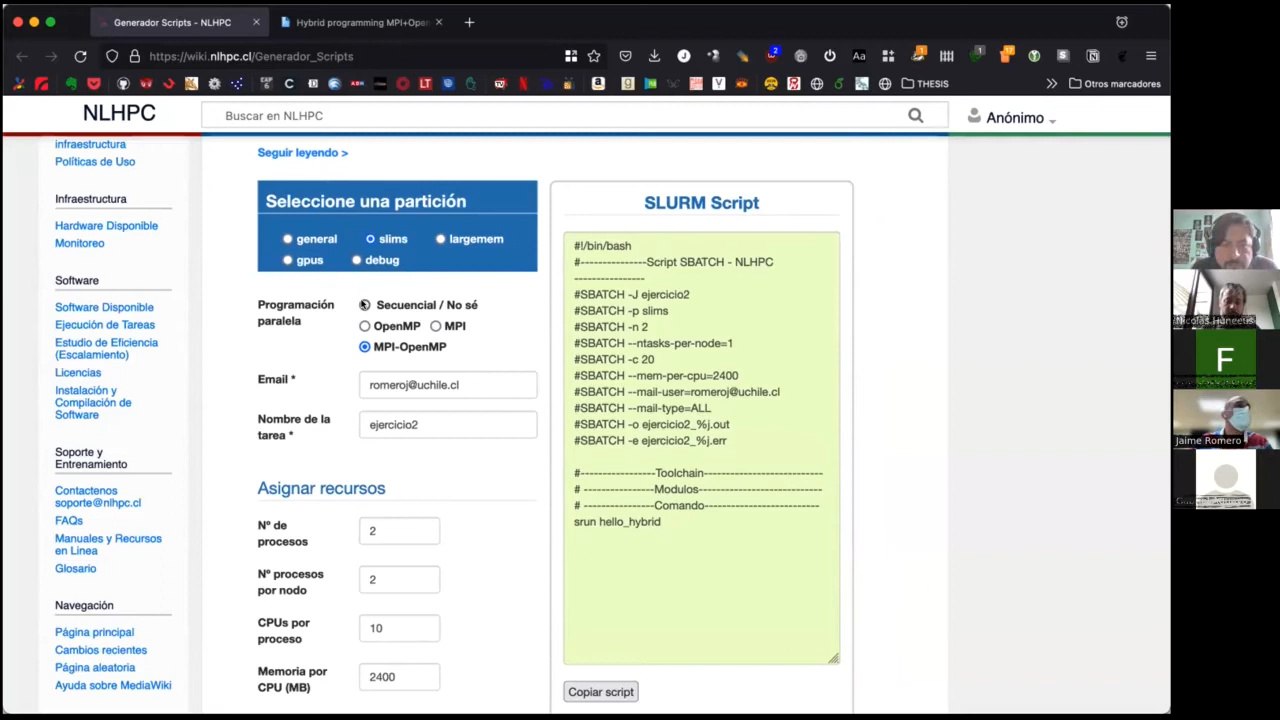 Generador Scripts - NLHPC
Hybrid programming MPI+Open
https://wiki.nlhpc.cl/Generador_Scripts
THESIS
Otros marcadores
NLHPC
Buscar en NLHPC
Anónimo
infraestructura
Políticas de Uso
Infraestructura
Hardware Disponible
Monitoreo
Software
Software Disponible
Ejecución de Tareas
Estudio de Eficiencia
(Escalamiento)
Licencias
Instalación y
Compilación de
Software
Soporte y
Entrenamiento
Contactenos
soporte@nlhpc.cl
FAQs
Manuales y Recursos
en Linea
Glosario
Navegación
Página principal
Cambios recientes
Página aleatoria
Ayuda sobre MediaWiki
Seguir leyendo >
Seleccione una partición
general slims largemem
gpus debug
Programación
paralela
Secuencial / No sé
OpenMP MPI
MPI-OpenMP
Email *
romeroj@uchile.cl
Nombre de la
tarea *
ejercicio2
Asignar recursos
Nº de
procesos
2
Nº procesos
por nodo
2
CPUs por
proceso
10
Memoria por
CPU (MB)
2400
SLURM Script
#!/bin/bash
#---------------Script SBATCH - NLHPC
----------------
#SBATCH -J ejercicio2
#SBATCH -p slims
#SBATCH -n 2
#SBATCH --ntasks-per-node=1
#SBATCH -c 20
#SBATCH --mem-per-cpu=2400
#SBATCH --mail-user=romeroj@uchile.cl
#SBATCH --mail-type=ALL
#SBATCH -o ejercicio2_%j.out
#SBATCH -e ejercicio2_%j.err
#-----------------Toolchain---------------------------
# ----------------Modulos----------------------------
# ----------------Comando--------------------------
srun hello_hybrid
Copiar script
F
Jaime Romero